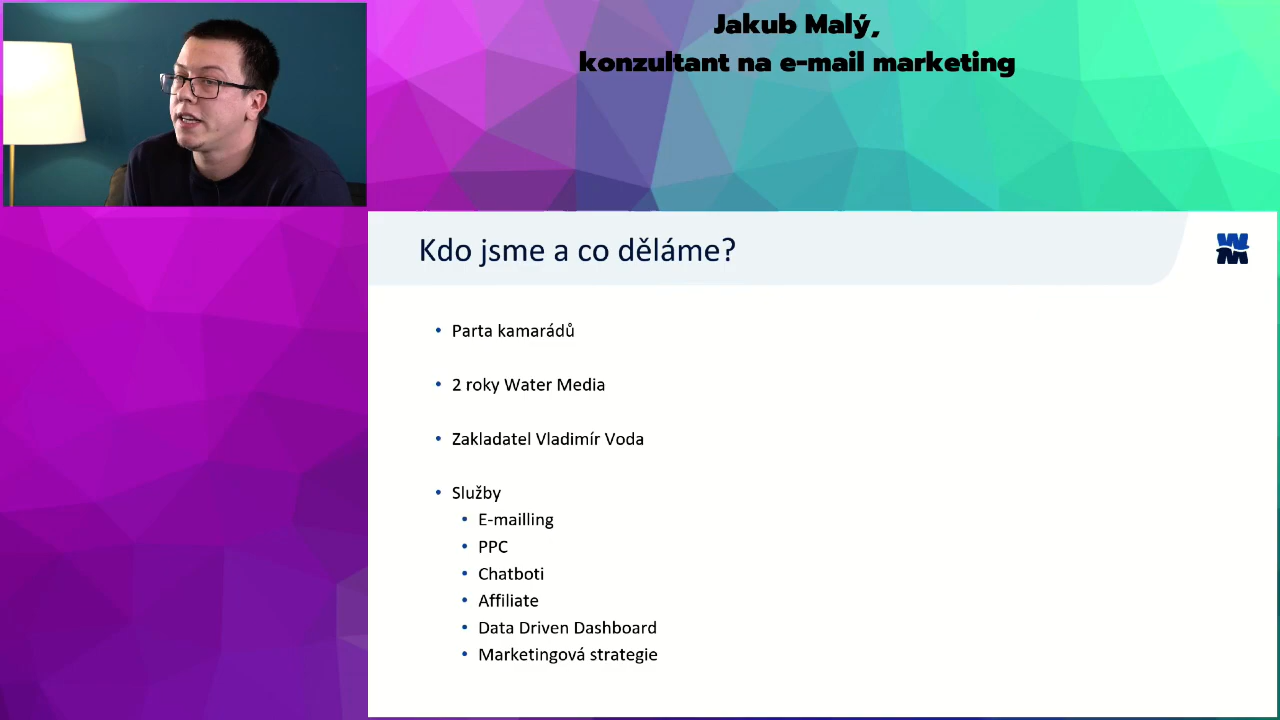 Jakub Malý,
konzultant na e-mail marketing
Kdo jsme a co děláme?
WM
• Parta kamarádů
• 2 roky Water Media
• Zakladatel Vladimír Voda
• Služby
• E-mailling
• PPC
• Chatboti
• Affiliate
• Data Driven Dashboard
• Marketingová strategie